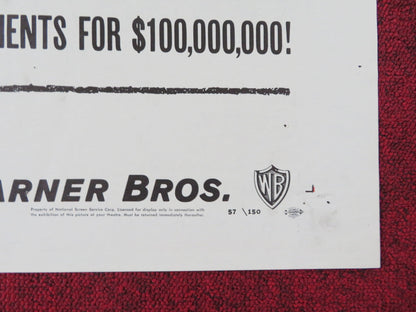 MENTS FOR $100,000,000!
ARNER BROS.
WB
Property of National Screen Service Corp. Licensed for display only in connection with
the exhibition of this picture at your theatre. Must be returned immediately thereafter.
57 \ 150